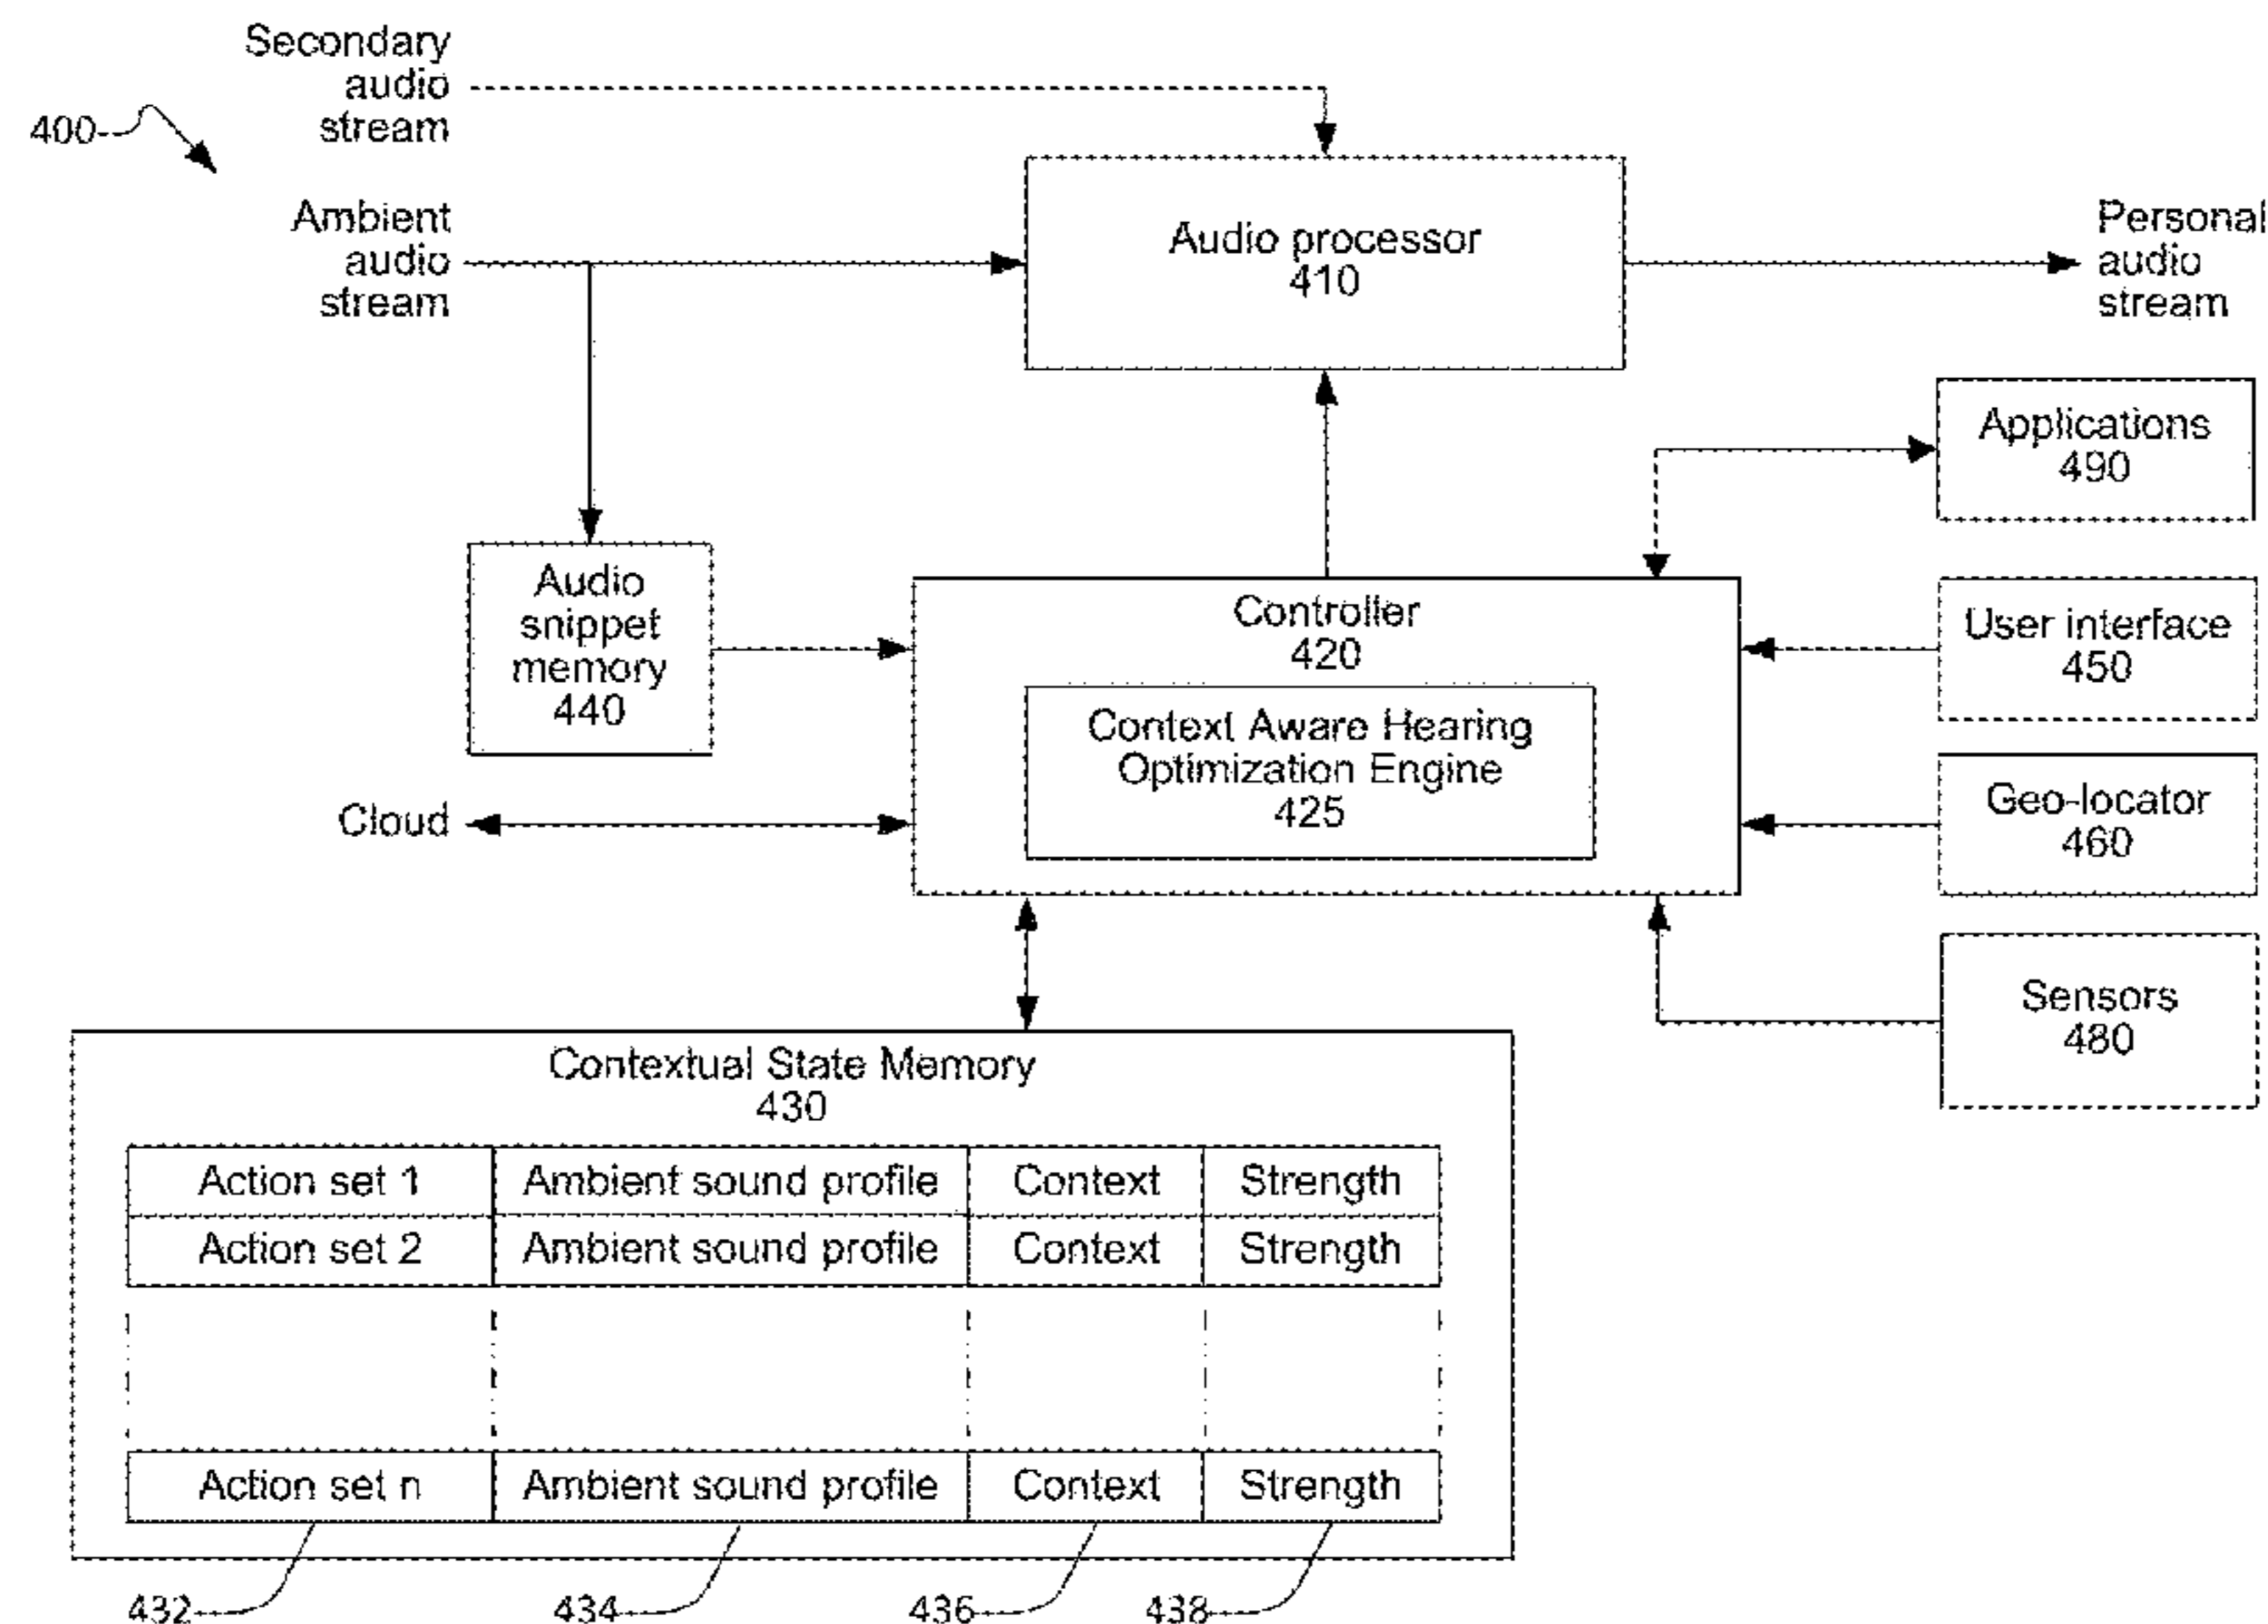 Secondary
audio
stream
400
Ambient
audio
stream
Audio processor
410
Personal
audio
stream
Applications
490
Audio
snippet
memory
440
Controller
420
User interface
450
Context Aware Hearing
Optimization Engine
425
Cloud
Geo-locator
460
Sensors
480
Contextual State Memory
430
Action set 1 Ambient sound profile Context Strength
Action set 2 Ambient sound profile Context Strength
Action set n Ambient sound profile Context Strength
432 434 436 438